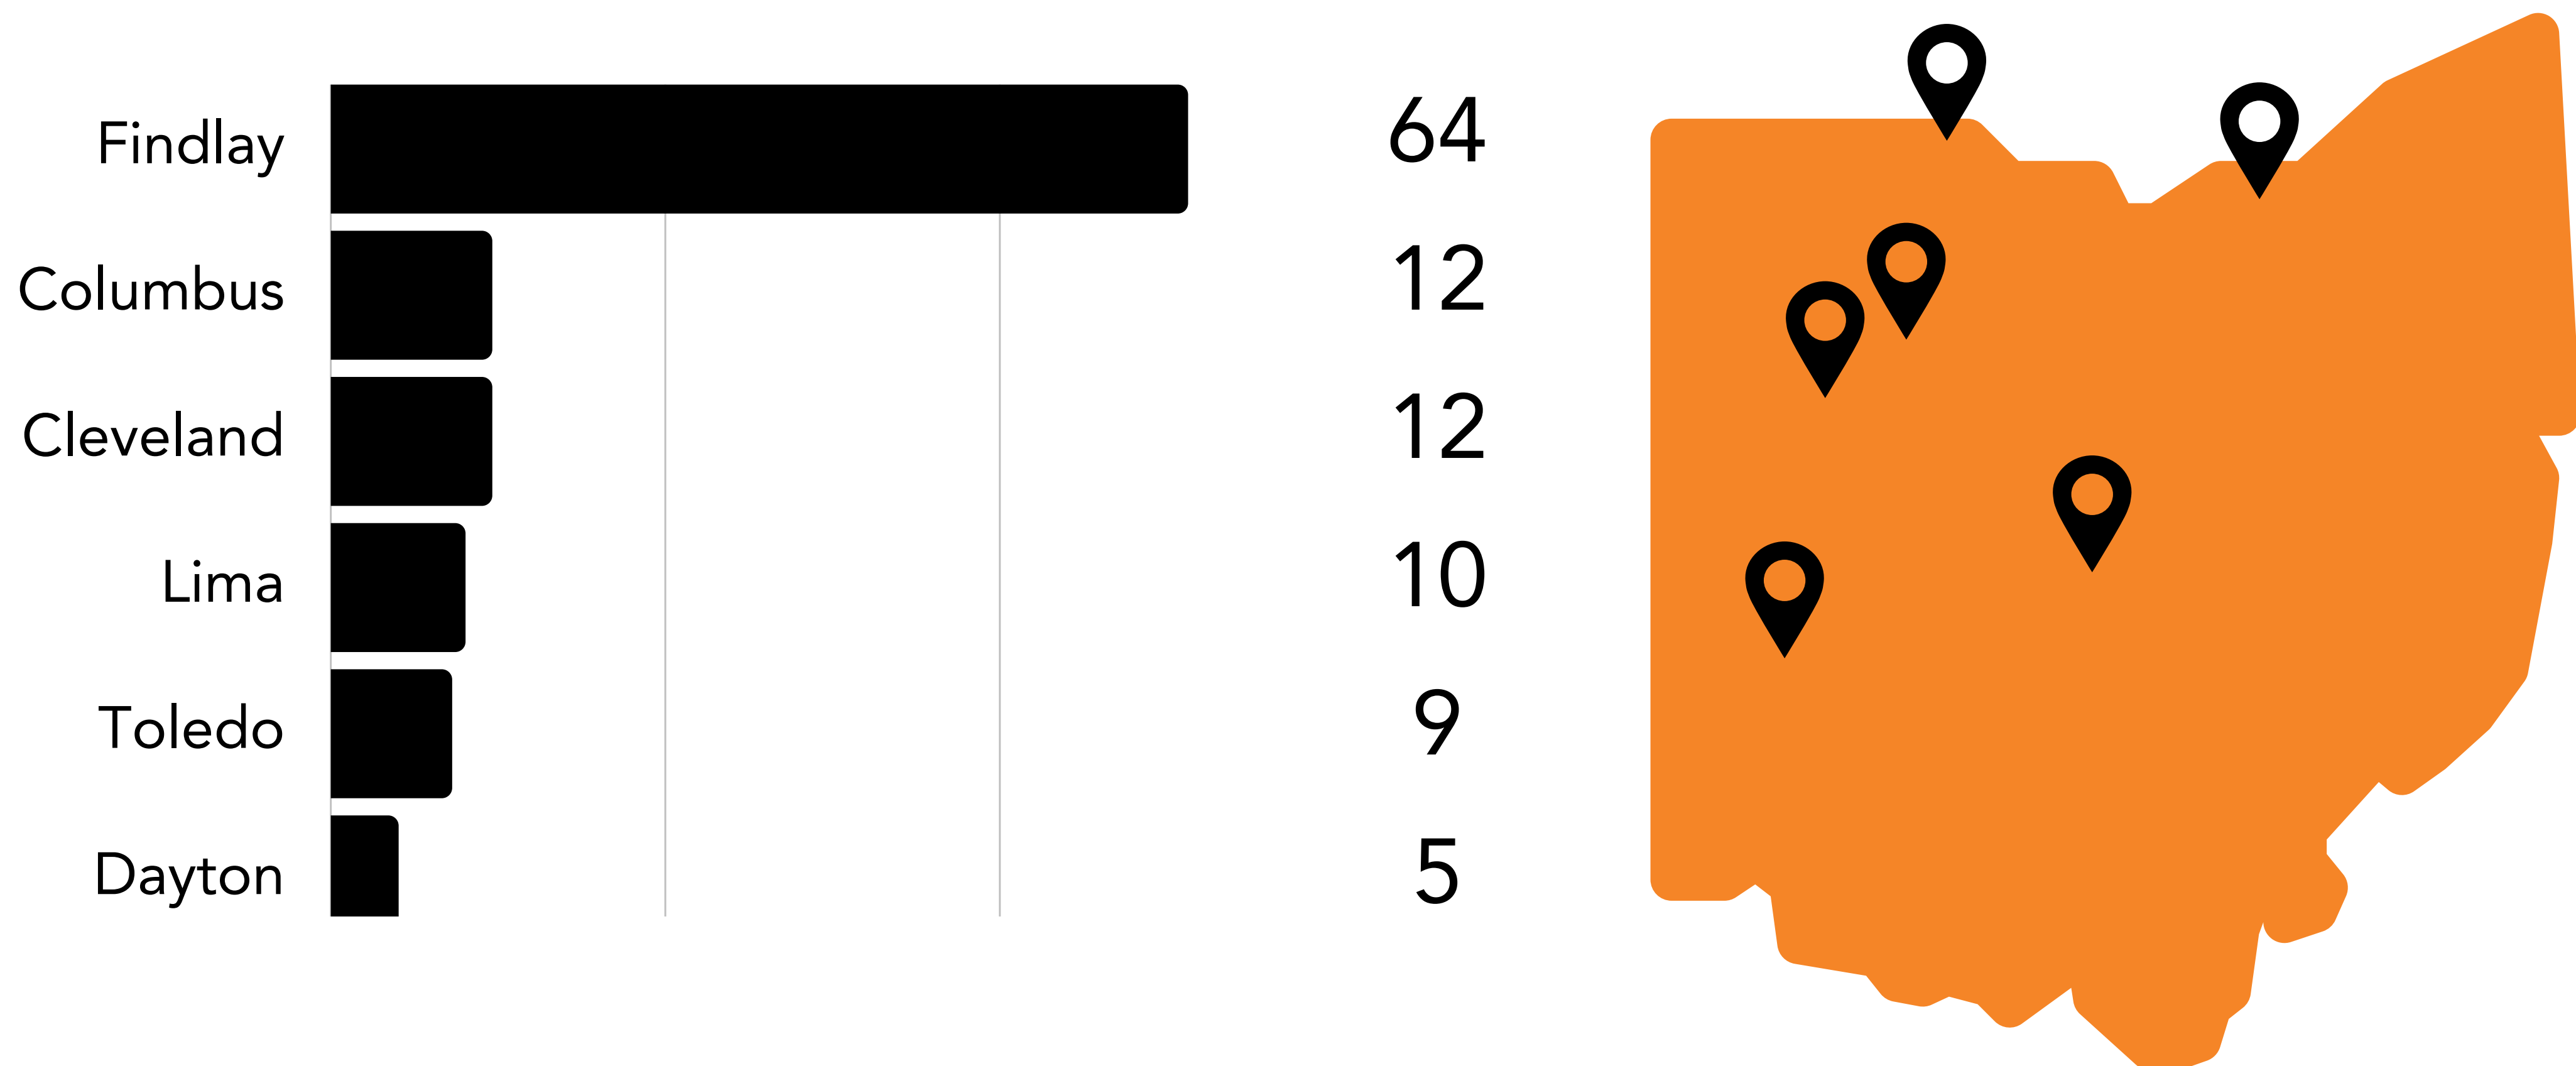 Findlay 64
Columbus 12
Cleveland 12
Lima 10
Toledo 9
Dayton 5